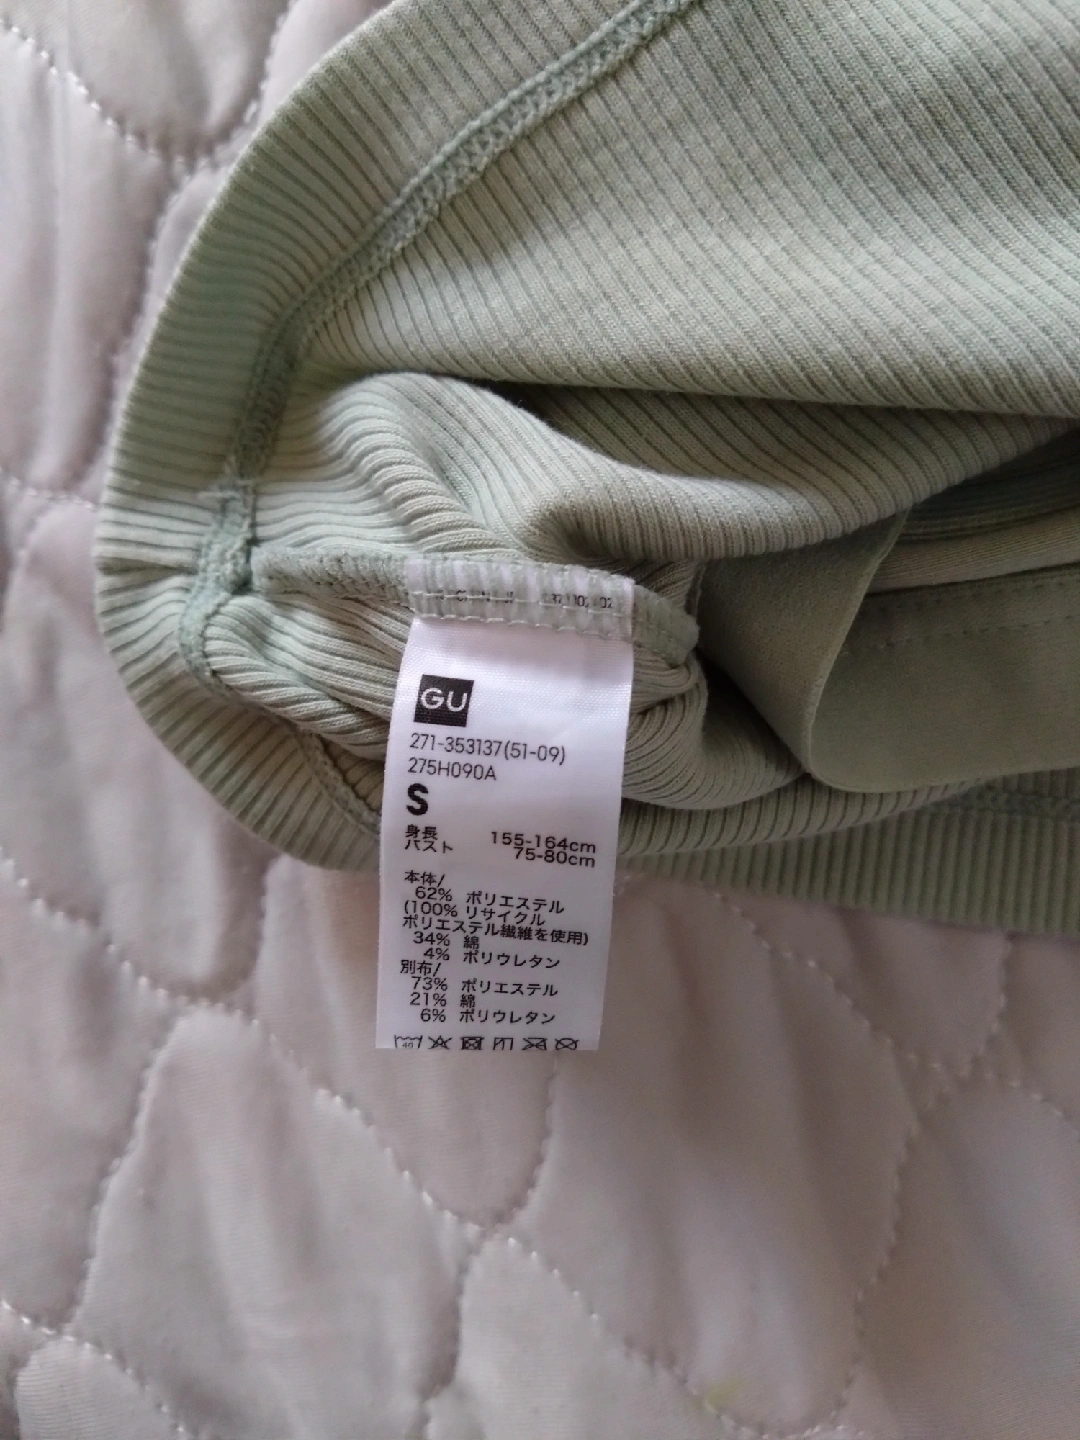 GU
271-353137(51-09)
275H090A
S
身長 155-164cm
バスト 75-80cm
本体/
62% ポリエステル
(100% リサイクル
ポリエステル繊維を使用)
34% 綿
4% ポリウレタン
別布/
73% ポリエステル
21% 綿
6% ポリウレタン
40